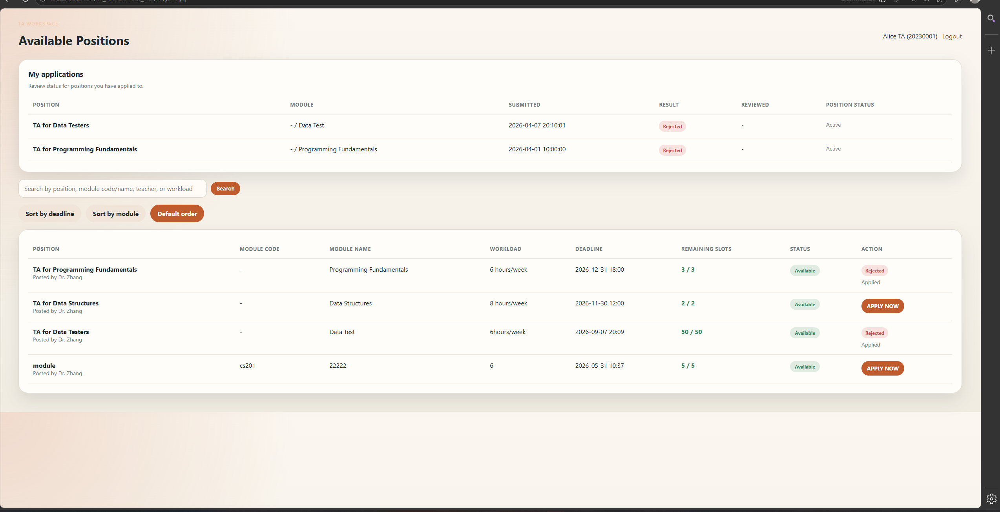 TA WORKSPACE
Available Positions
Alice TA (20230001) Logout
My applications
Review status for positions you have applied to.
POSITION MODULE SUBMITTED RESULT REVIEWED POSITION STATUS
TA for Data Testers - / Data Test 2026-04-07 20:10:01 Rejected - Active
TA for Programming Fundamentals - / Programming Fundamentals 2026-04-01 10:00:00 Rejected - Active
Search by position, module code/name, teacher, or workload Search
Sort by deadline Sort by module Default order
POSITION MODULE CODE MODULE NAME WORKLOAD DEADLINE REMAINING SLOTS STATUS ACTION
TA for Programming Fundamentals - Programming Fundamentals 6 hours/week 2026-12-31 18:00 3 / 3 Available Rejected
Posted by Dr. Zhang Applied
TA for Data Structures - Data Structures 8 hours/week 2026-11-30 12:00 2 / 2 Available APPLY NOW
Posted by Dr. Zhang
TA for Data Testers - Data Test 6hours/week 2026-09-07 20:09 50 / 50 Available Rejected
Posted by Dr. Zhang Applied
module cs201 22222 6 2026-05-31 10:37 5 / 5 Available APPLY NOW
Posted by Dr. Zhang